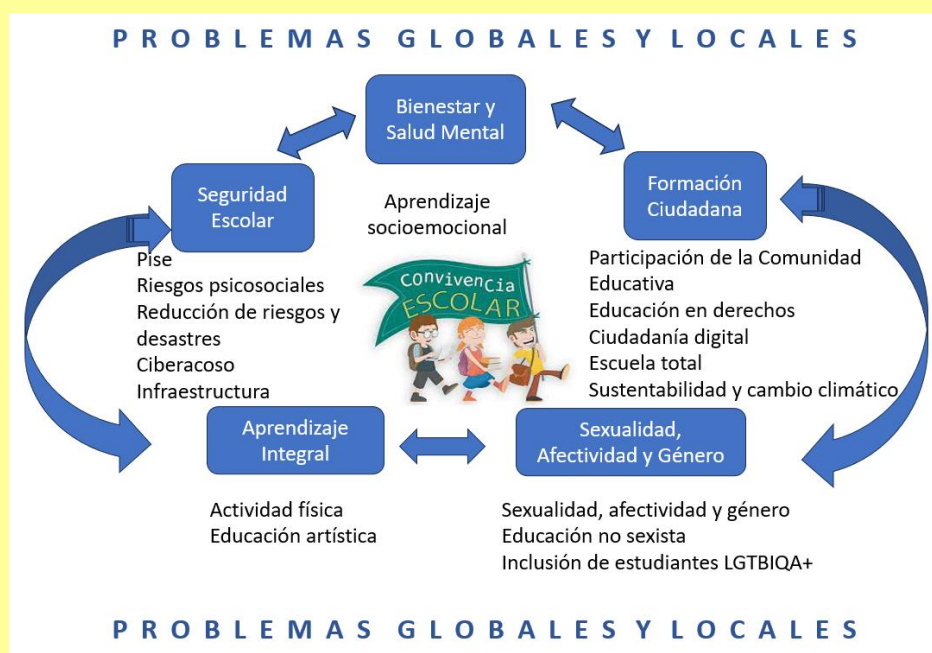 PROBLEMAS GLOBALES Y LOCALES
Bienestar y
Salud Mental
Seguridad
Escolar
Formación
Ciudadana
Aprendizaje
socioemocional
Pise
Riesgos psicosociales
Reducción de riesgos y
desastres
Ciberacoso
Infraestructura
Convivencia
ESCOLAR
Participación de la Comunidad
Educativa
Educación en derechos
Ciudadanía digital
Escuela total
Sustentabilidad y cambio climático
Aprendizaje
Integral
Sexualidad,
Afectividad y Género
Actividad física
Educación artística
Sexualidad, afectividad y género
Educación no sexista
Inclusión de estudiantes LGTBIQA+
PROBLEMAS GLOBALES Y LOCALES